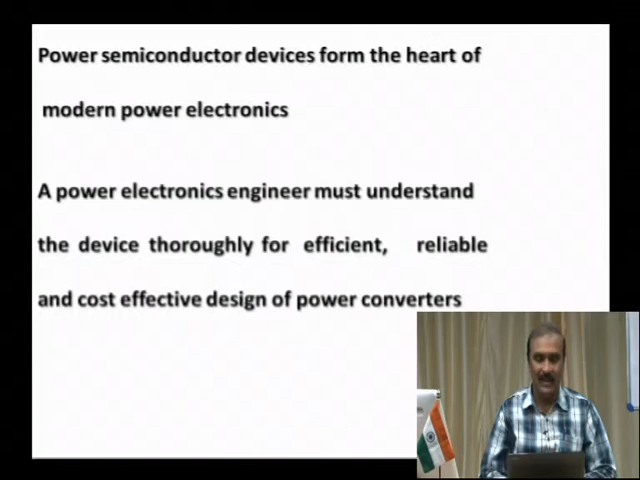 Power semiconductor devices form the heart of
modern power electronics
A power electronics engineer must understand
the device thoroughly for efficient, reliable
and cost effective design of power converters